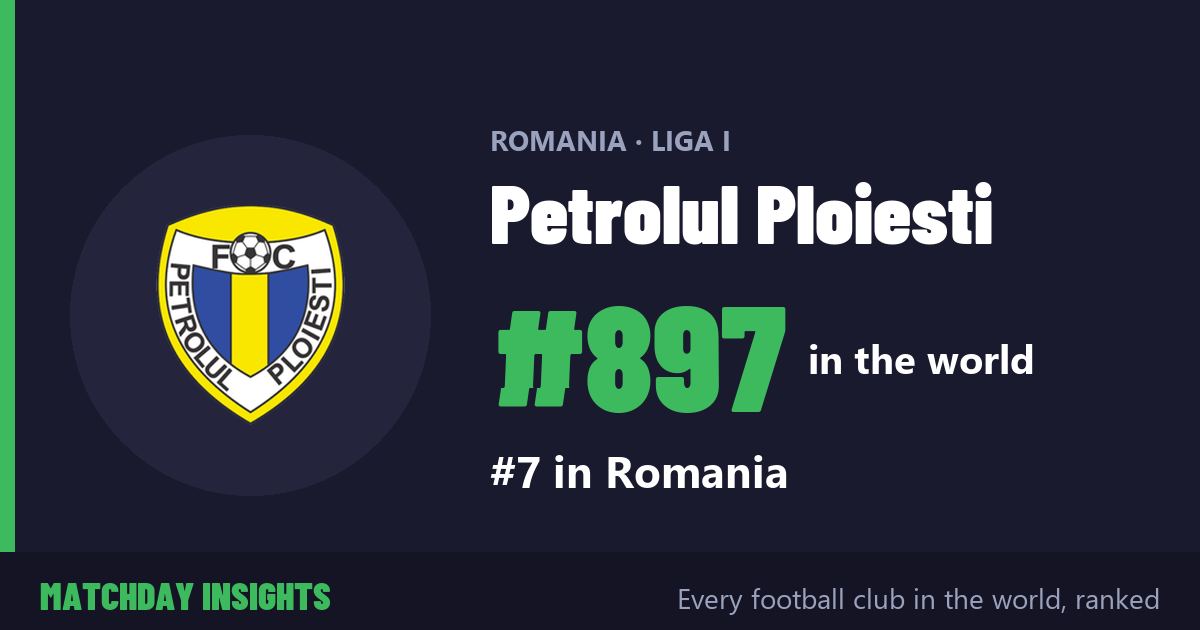 ROMANIA · LIGA I
Petrolul Ploiesti
F C
PETROLUL PLOIESTI
#897 in the world
#7 in Romania
MATCHDAY INSIGHTS
Every football club in the world, ranked